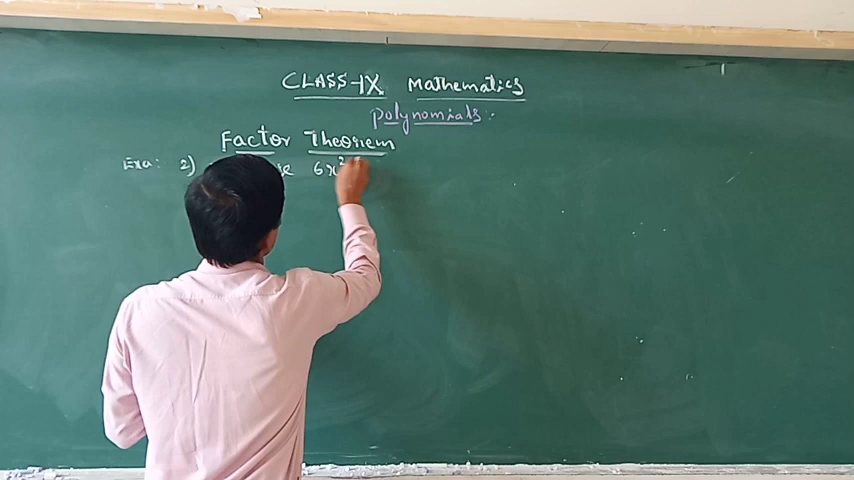 CLASS-IX Mathematics
Polynomials:
Factor Theorem
Exa: 2) 6x²